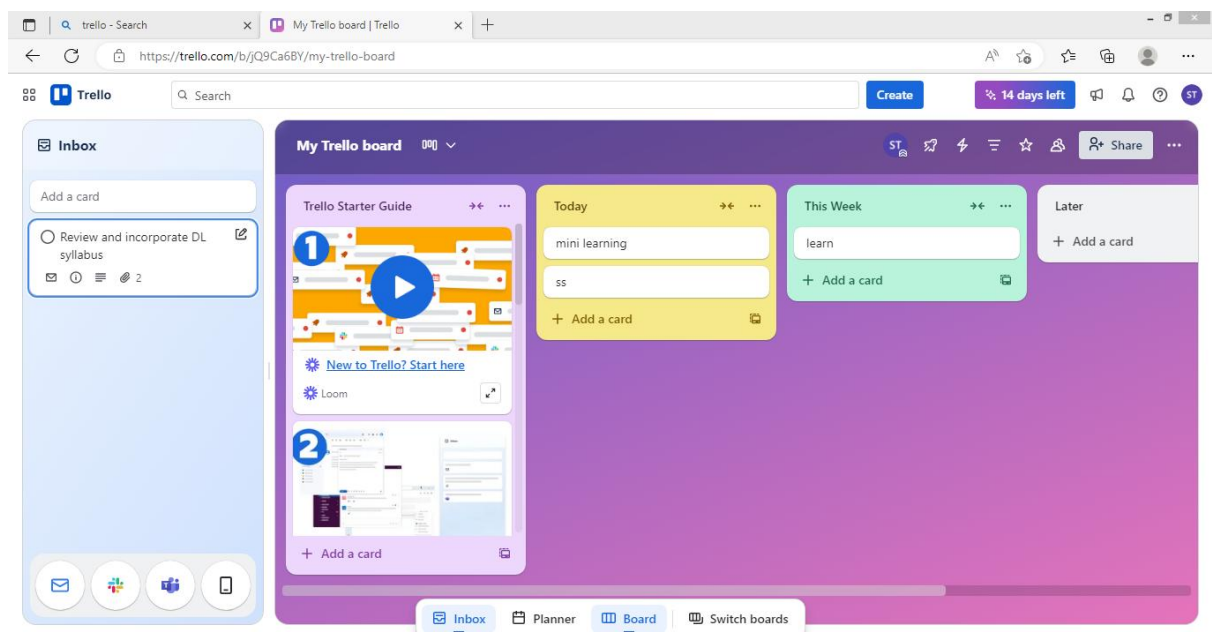 trello - Search
My Trello board | Trello
https://trello.com/b/jQ9Ca6BY/my-trello-board
Trello
Search
Create
14 days left
ST
Inbox
Add a card
Review and incorporate DL
syllabus
2
My Trello board
ST
Share
Trello Starter Guide
1
New to Trello? Start here
Loom
2
+ Add a card
Today
mini learning
ss
+ Add a card
This Week
learn
+ Add a card
Later
+ Add a card
Inbox
Planner
Board
Switch boards